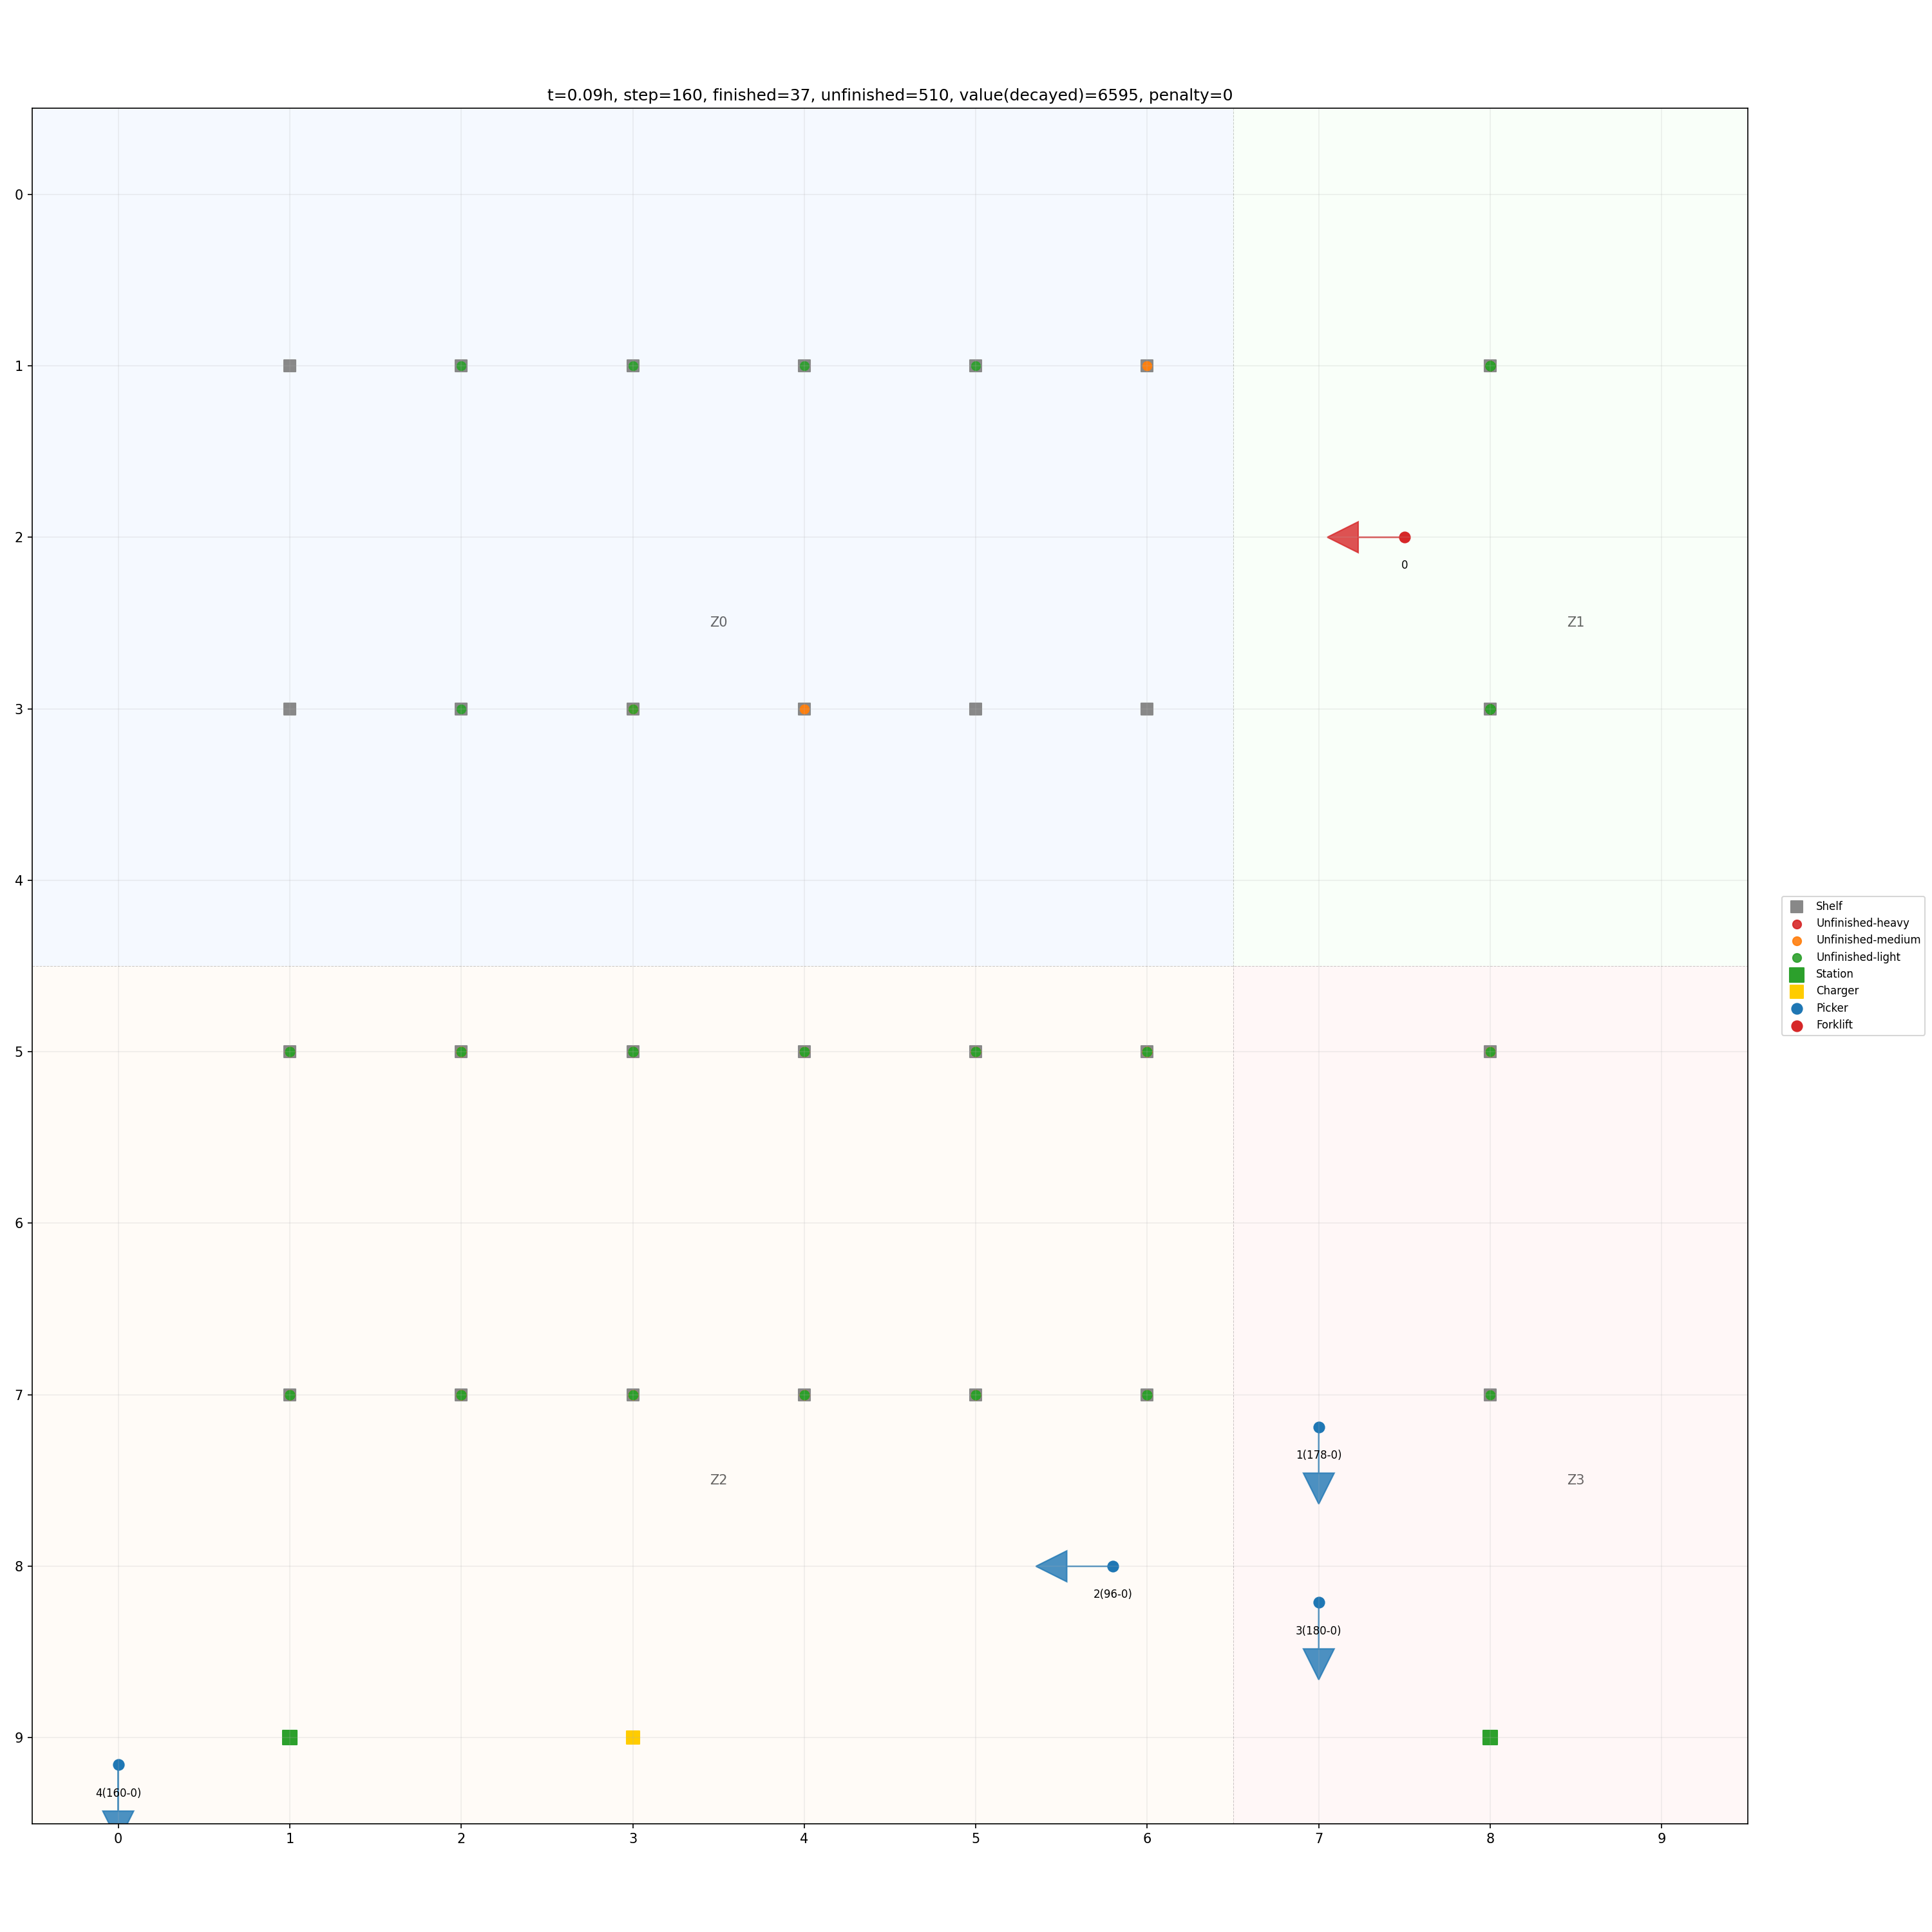 t=0.09h, step=160, finished=37, unfinished=510, value(decayed)=6595, penalty=0
0
1
2
0
Z0
Z1
3
4
Shelf
Unfinished-heavy
Unfinished-medium
Unfinished-light
Station
Charger
Picker
Forklift
5
6
7
1(178-0)
Z2
Z3
8
2(96-0)
3(180-0)
9
4(160-0)
0 1 2 3 4 5 6 7 8 9